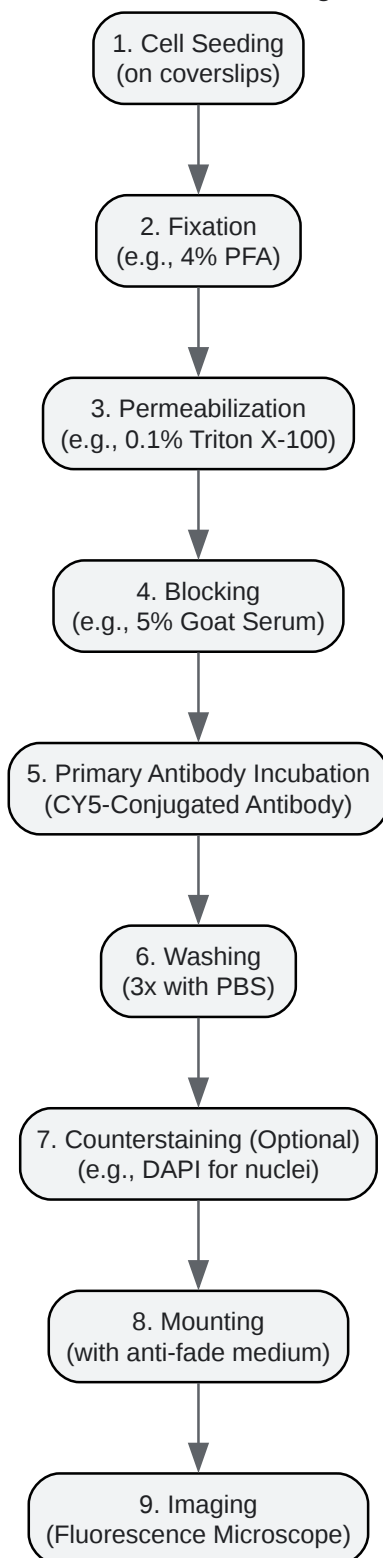 1. Cell Seeding
(on coverslips)
2. Fixation
(e.g., 4% PFA)
3. Permeabilization
(e.g., 0.1% Triton X-100)
4. Blocking
(e.g., 5% Goat Serum)
5. Primary Antibody Incubation
(CY5-Conjugated Antibody)
6. Washing
(3x with PBS)
7. Counterstaining (Optional)
(e.g., DAPI for nuclei)
8. Mounting
(with anti-fade medium)
9. Imaging
(Fluorescence Microscope)